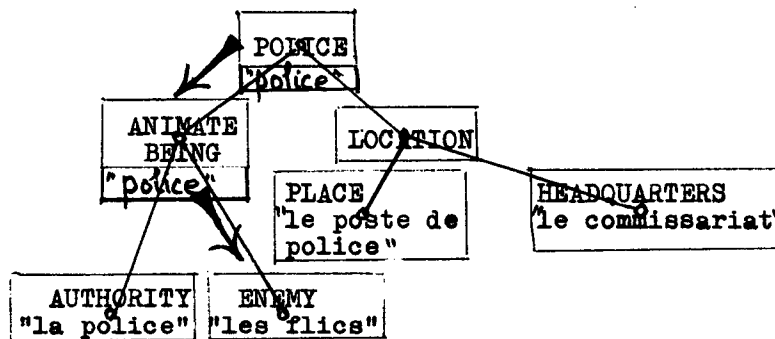 POLICE
"police"
ANIMATE
BEING
"police"
LOCATION
PLACE
"le poste de
police"
HEADQUARTERS
"le commissariat"
AUTHORITY
"la police"
ENEMY
"les flics"